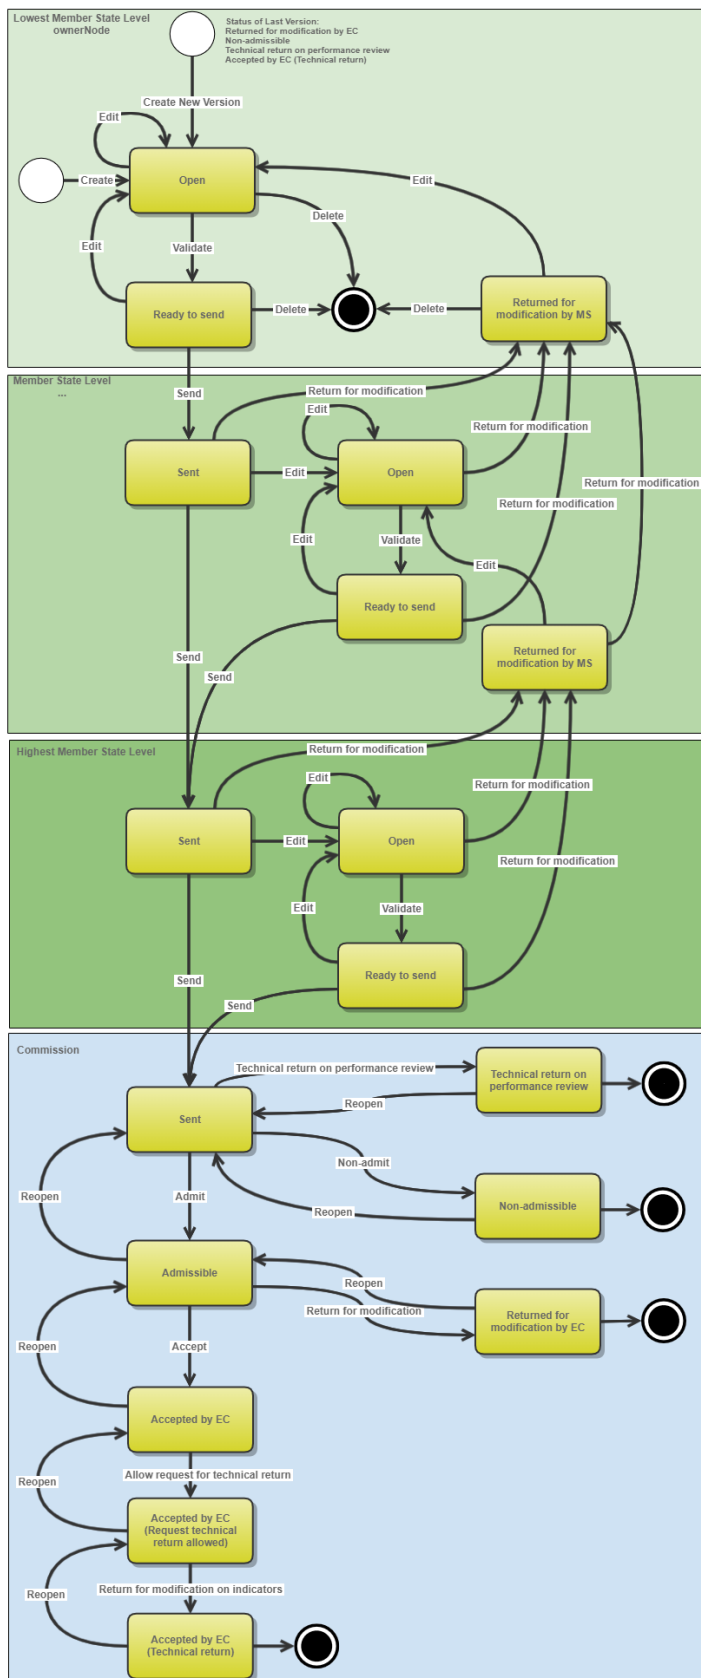 Lowest Member State Level
ownerNode
Status of Last Version:
Returned for modification by EC
Non-admissible
Technical return on performance review
Accepted by EC (Technical return)
Create New Version
Edit
Create
Open
Edit
Delete
Edit
Validate
Ready to send
Delete
Delete
Returned for
modification by MS
Member State Level
...
Send
Return for modification
Edit
Return for modification
Sent
Edit
Open
Return for modification
Return for modification
Edit
Validate
Edit
Ready to send
Returned for
modification by MS
Send
Send
Highest Member State Level
Return for modification
Edit
Return for modification
Sent
Edit
Open
Return for modification
Edit
Validate
Ready to send
Send
Send
Commission
Technical return on performance review
Technical return on
performance review
Reopen
Sent
Non-admit
Reopen
Admit
Reopen
Non-admissible
Admissible
Reopen
Return for modification
Returned for
modification by EC
Reopen
Accept
Accepted by EC
Allow request for technical return
Reopen
Accepted by EC
(Request technical
return allowed)
Return for modification on indicators
Reopen
Accepted by EC
(Technical return)